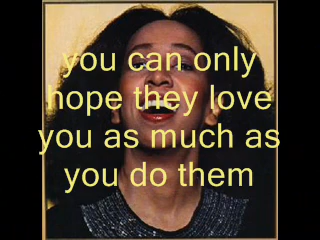 you can only
hope they love
you as much as
you do them